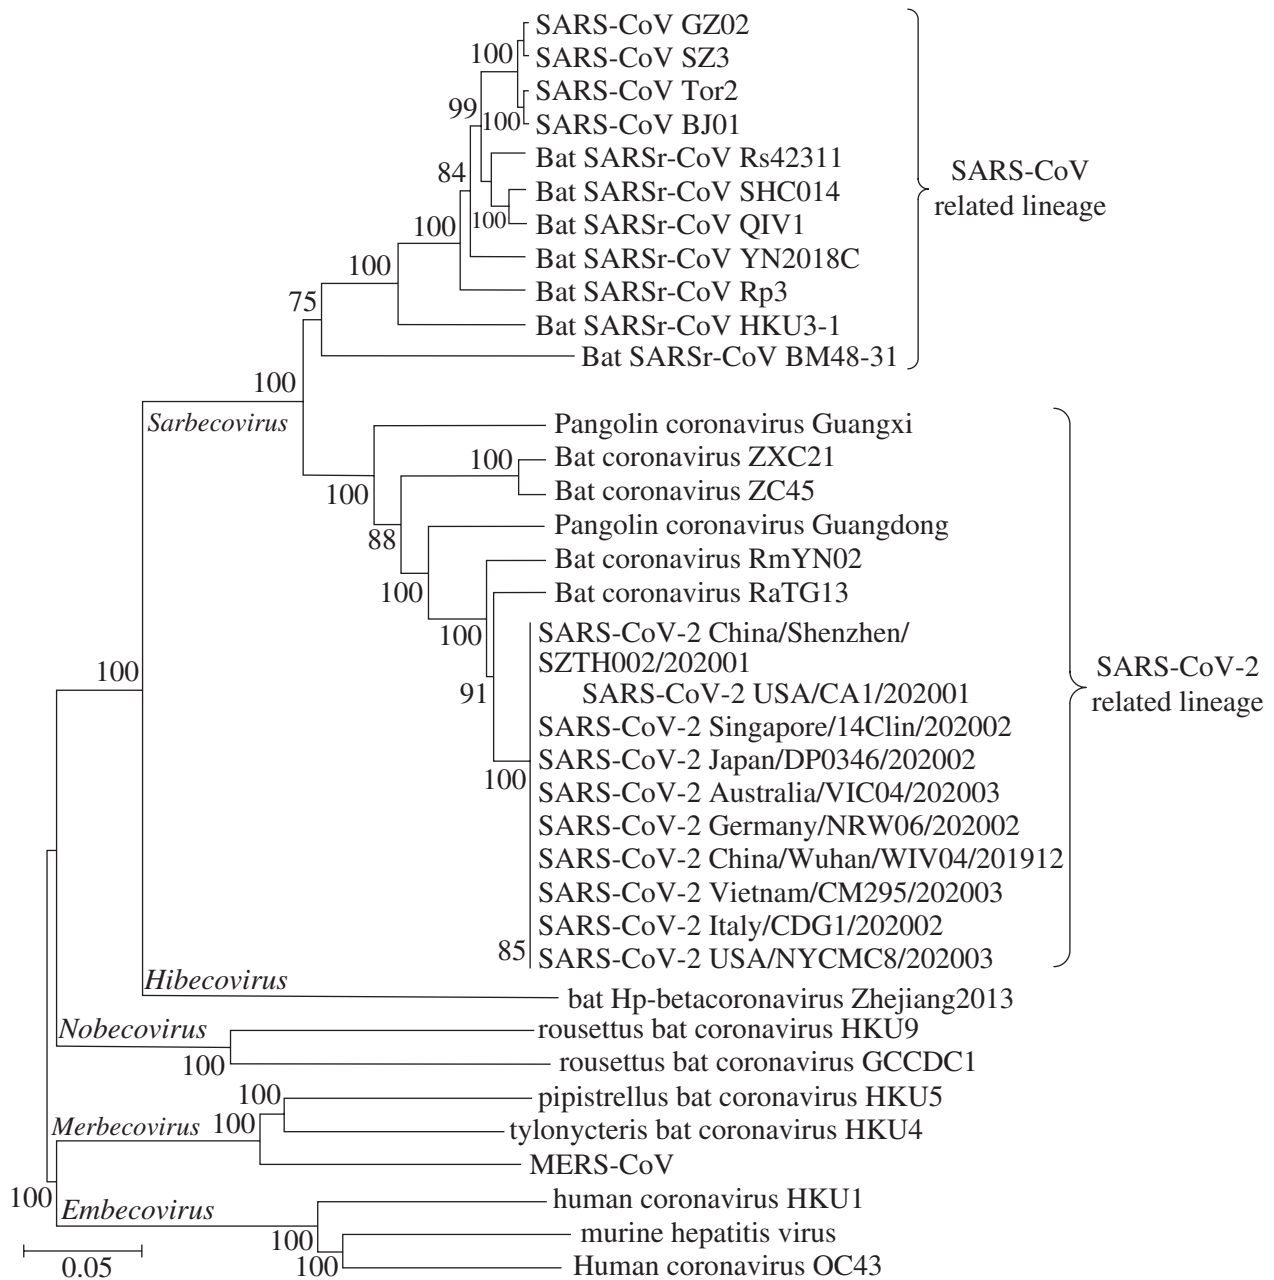 SARS-CoV GZ02
100
SARS-CoV SZ3
SARS-CoV Tor2
99
100
SARS-CoV BJ01
Bat SARSr-CoV Rs42311
84
SARS-CoV
related lineage
Bat SARSr-CoV SHC014
100
100
Bat SARSr-CoV QIV1
Bat SARSr-CoV YN2018C
100
Bat SARSr-CoV Rp3
75
Bat SARSr-CoV HKU3-1
Bat SARSr-CoV BM48-31
100
Sarbecovirus
Pangolin coronavirus Guangxi
100
Bat coronavirus ZXC21
100
Bat coronavirus ZC45
Pangolin coronavirus Guangdong
88
Bat coronavirus RmYN02
100
Bat coronavirus RaTG13
100
SARS-CoV-2 China/Shenzhen/
SZTH002/202001
100
SARS-CoV-2
related lineage
91
SARS-CoV-2 USA/CA1/202001
SARS-CoV-2 Singapore/14Clin/202002
SARS-CoV-2 Japan/DP0346/202002
100
SARS-CoV-2 Australia/VIC04/202003
SARS-CoV-2 Germany/NRW06/202002
SARS-CoV-2 China/Wuhan/WIV04/201912
SARS-CoV-2 Vietnam/CM295/202003
SARS-CoV-2 Italy/CDG1/202002
85
SARS-CoV-2 USA/NYCMC8/202003
Hibecovirus
bat Hp-betacoronavirus Zhejiang2013
Nobecovirus
rousettus bat coronavirus HKU9
100
rousettus bat coronavirus GCCDC1
100
pipistrellus bat coronavirus HKU5
Merbecovirus
100
tylonycteris bat coronavirus HKU4
MERS-CoV
100
Embecovirus
human coronavirus HKU1
100
murine hepatitis virus
100
Human coronavirus OC43
0.05